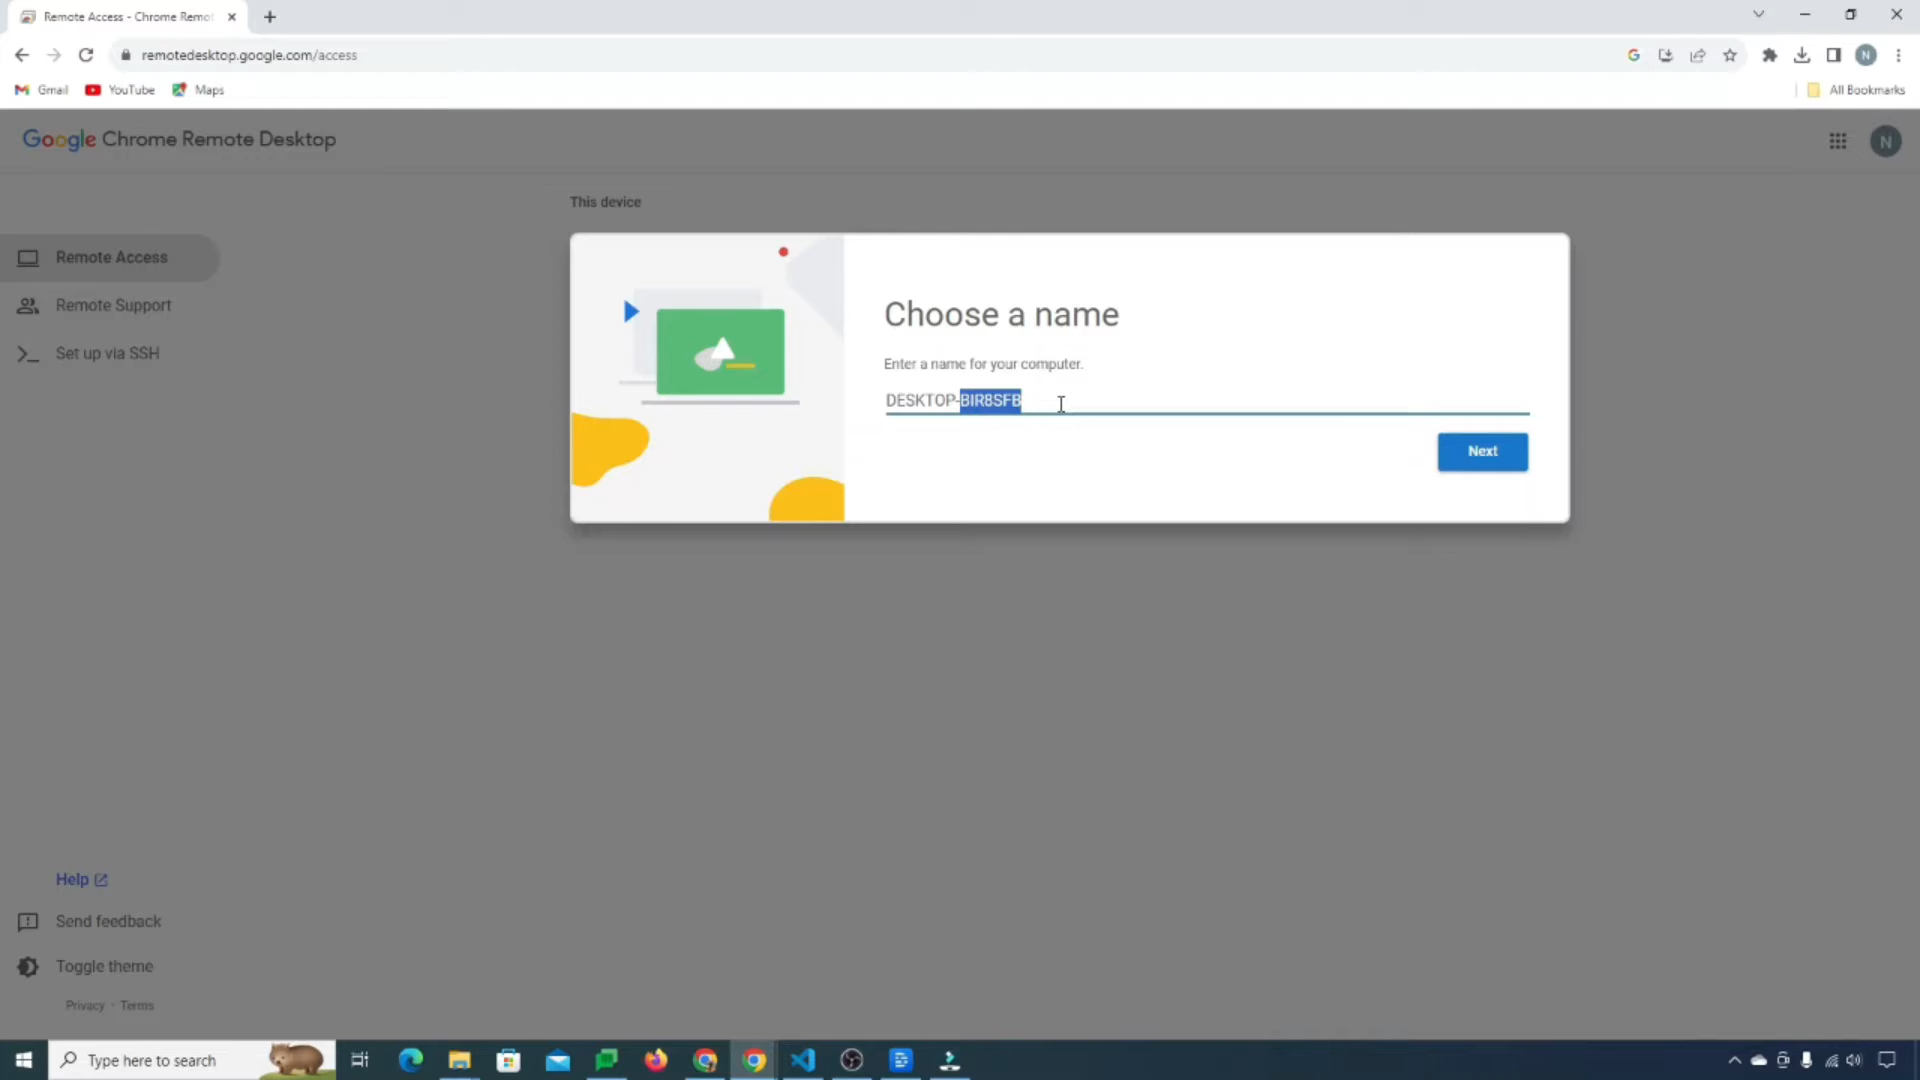 Remote Access - Chrome Remot
remotedesktop.google.com/access
N
Gmail
YouTube
Maps
All Bookmarks
Google Chrome Remote Desktop
N
This device
Remote Access
Remote Support
Set up via SSH
Choose a name
Enter a name for your computer.
DESKTOP-BIR8SFB
Next
Help
Send feedback
Toggle theme
Privacy · Terms
Type here to search